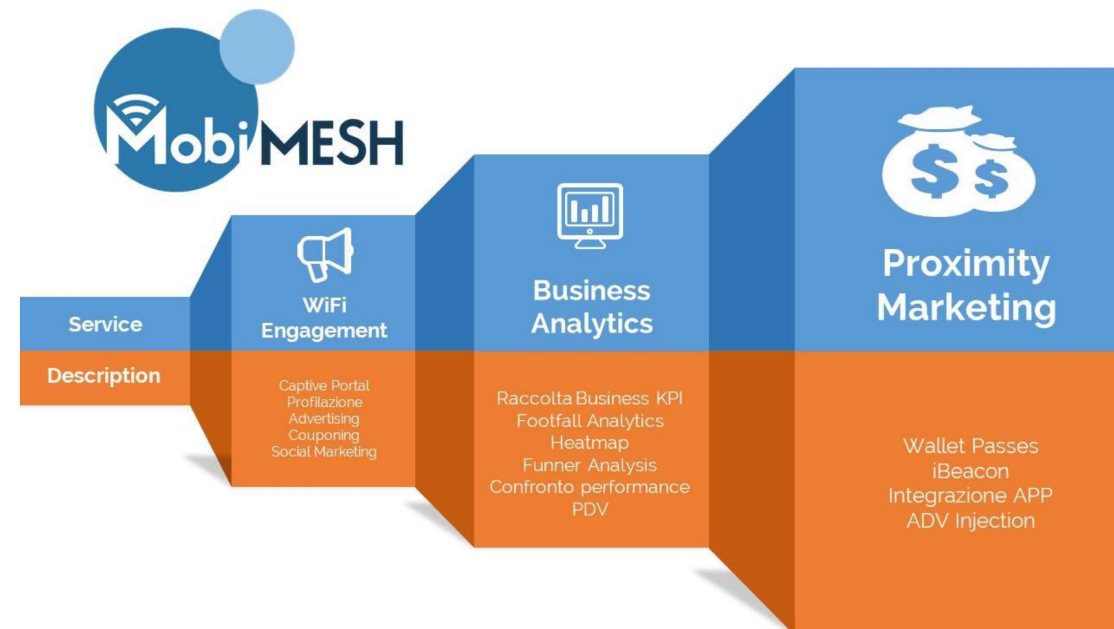 MobiMESH
Service
Description
WiFi
Engagement
Captive Portal
Profilazione
Advertising
Couponing
Social Marketing
Business
Analytics
Raccolta Business KPI
Footfall Analytics
Heatmap
Funner Analysis
Confronto performance
PDV
$ $
Proximity
Marketing
Wallet Passes
iBeacon
Integrazione APP
ADV Injection